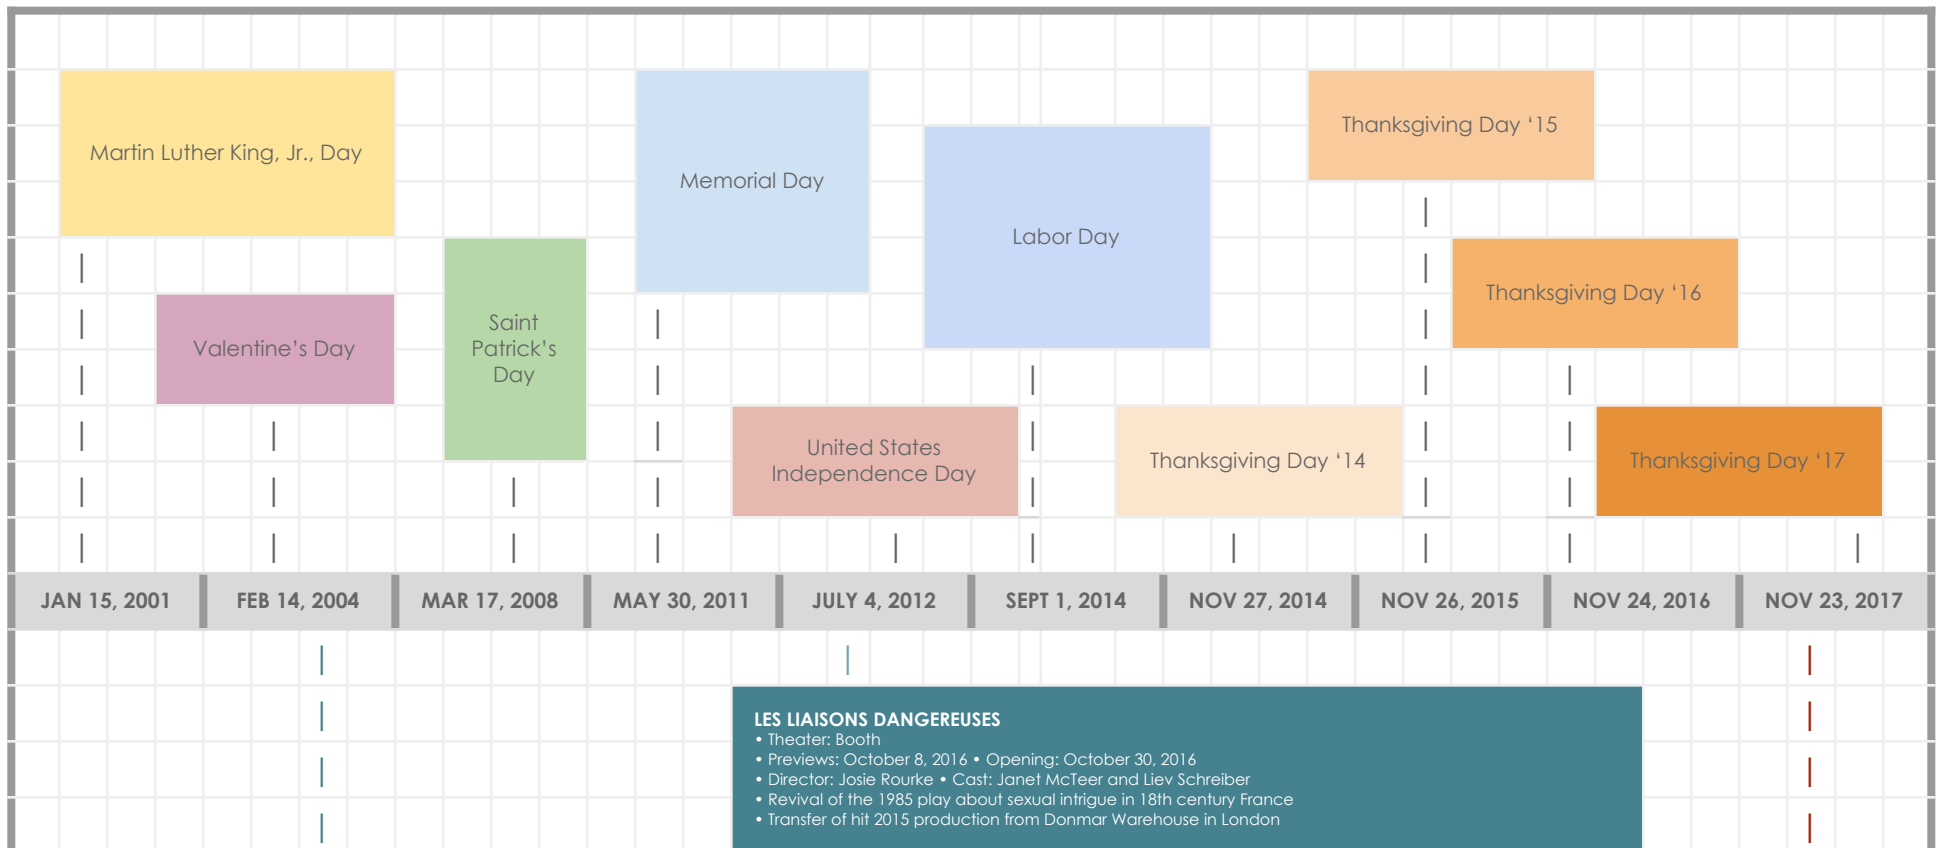 Martin Luther King, Jr., Day
Memorial Day
Thanksgiving Day ‘15
Labor Day
Valentine’s Day
Saint
Patrick’s
Day
Thanksgiving Day ‘16
United States
Independence Day
Thanksgiving Day ‘14
Thanksgiving Day ‘17
JAN 15, 2001
FEB 14, 2004
MAR 17, 2008
MAY 30, 2011
JULY 4, 2012
SEPT 1, 2014
NOV 27, 2014
NOV 26, 2015
NOV 24, 2016
NOV 23, 2017
LES LIAISONS DANGEREUSES
• Theater: Booth
• Previews: October 8, 2016 • Opening: October 30, 2016
• Director: Josie Rourke • Cast: Janet McTeer and Liev Schreiber
• Revival of the 1985 play about sexual intrigue in 18th century France
• Transfer of hit 2015 production from Donmar Warehouse in London